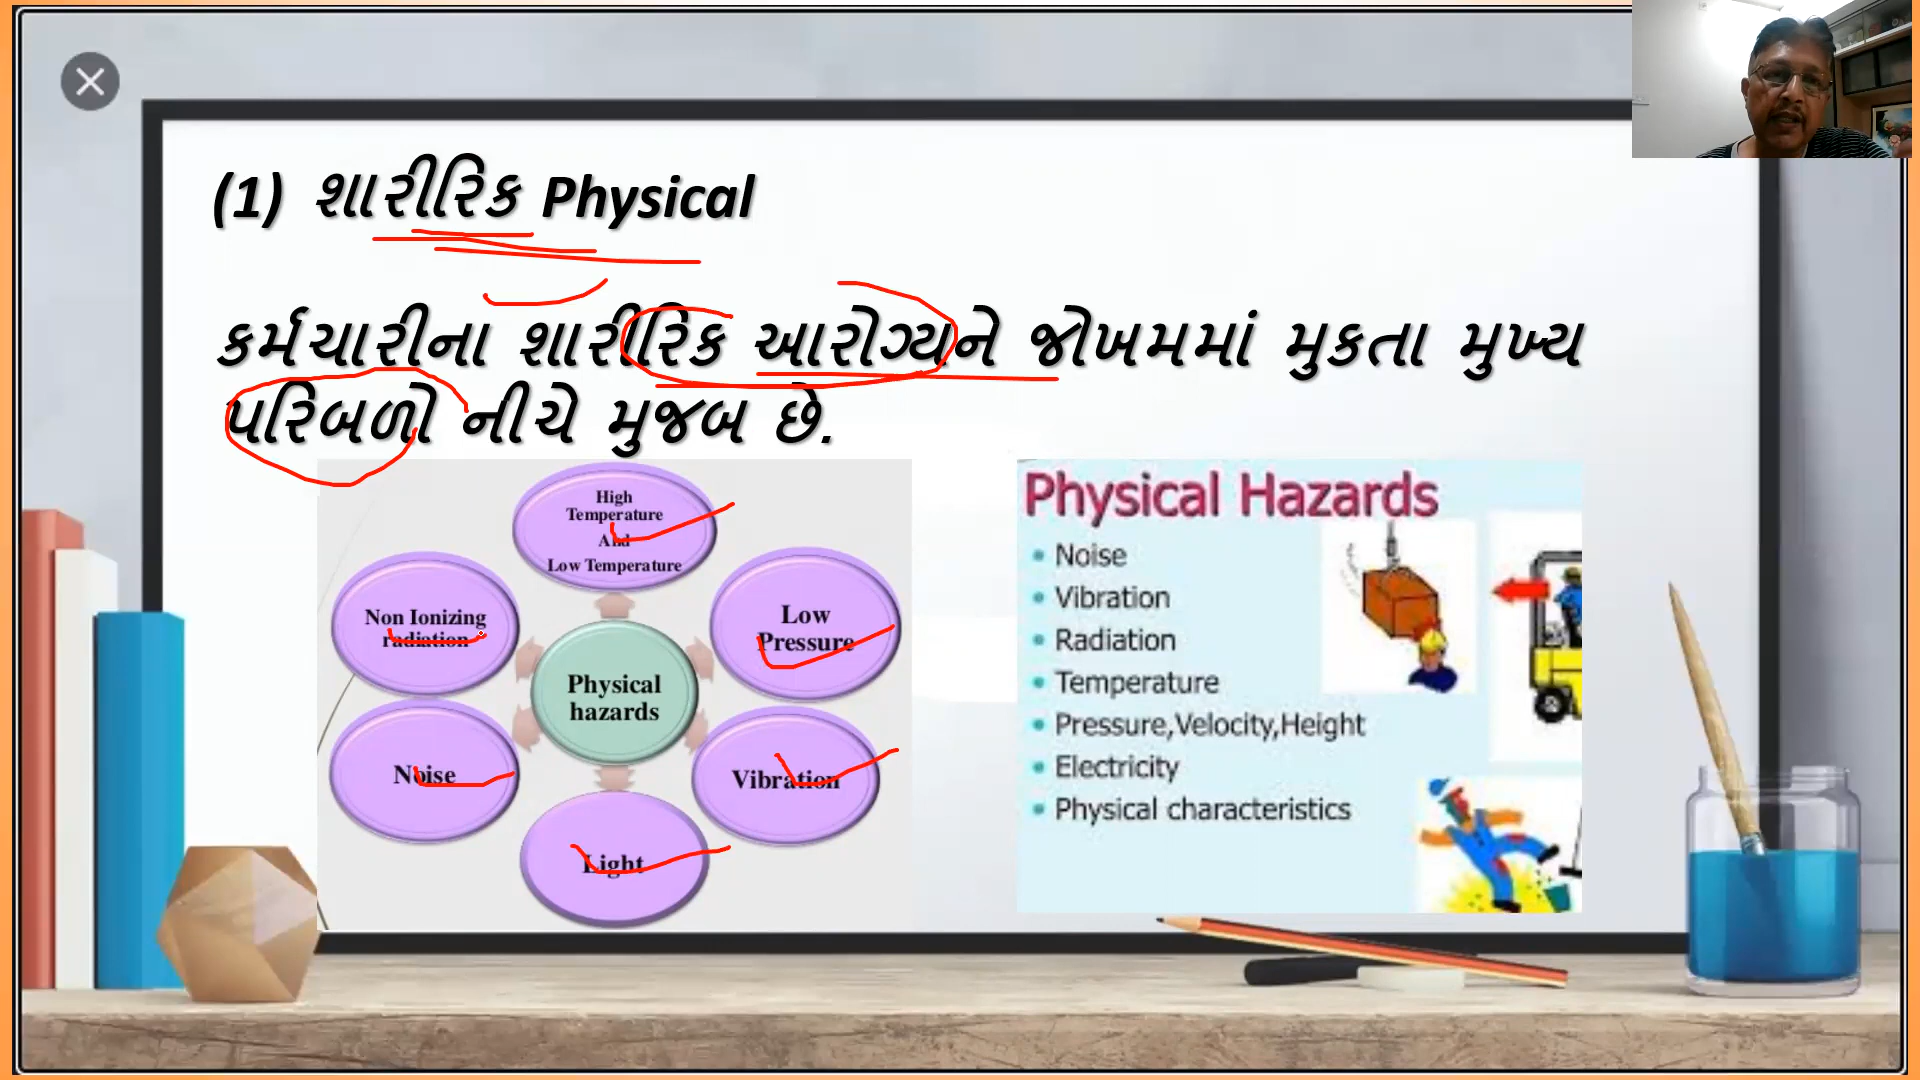 (1) શારીરિક Physical
કર્મચારીના શારીરિક આરોગ્યને જોખમમાં મુકતા મુખ્ય
પરિબળો નીચે મુજબ છે.
High
Temperature
And
Low Temperature
Non Ionizing
radiation
Low
Pressure
Physical
hazards
Noise
Vibration
Light
Physical Hazards
• Noise
• Vibration
• Radiation
• Temperature
• Pressure,Velocity,Height
• Electricity
• Physical characteristics